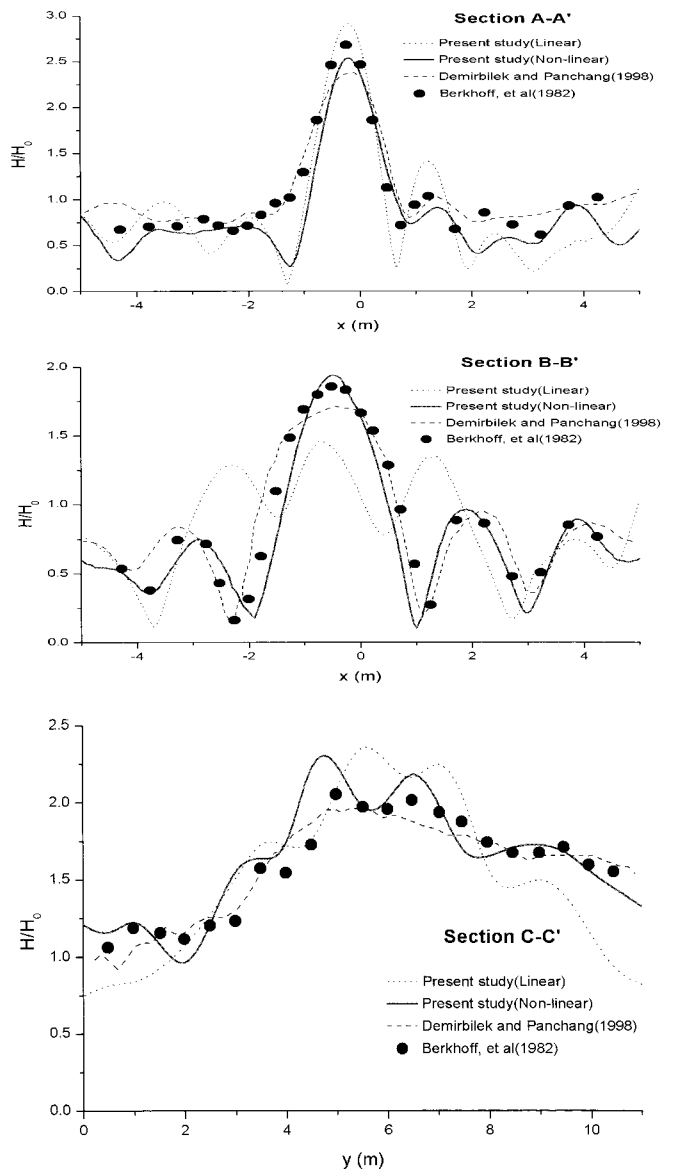 Section A-A'
Present study(Linear)
Present study(Non-linear)
Demirbilek and Panchang(1998)
Berkhoff, et al(1982)
H/H0
3.0
2.5
2.0
1.5
1.0
0.5
0.0
-4
-2
0
2
4
x (m)
Section B-B'
Present study(Linear)
Present study(Non-linear)
Demirbilek and Panchang(1998)
Berkhoff, et al(1982)
H/H0
2.0
1.5
1.0
0.5
0.0
-4
-2
0
2
4
x (m)
H/H0
2.5
2.0
1.5
1.0
0.5
0.0
Section C-C'
Present study(Linear)
Present study(Non-linear)
Demirbilek and Panchang(1998)
Berkhoff, et al(1982)
0
2
4
6
8
10
y (m)